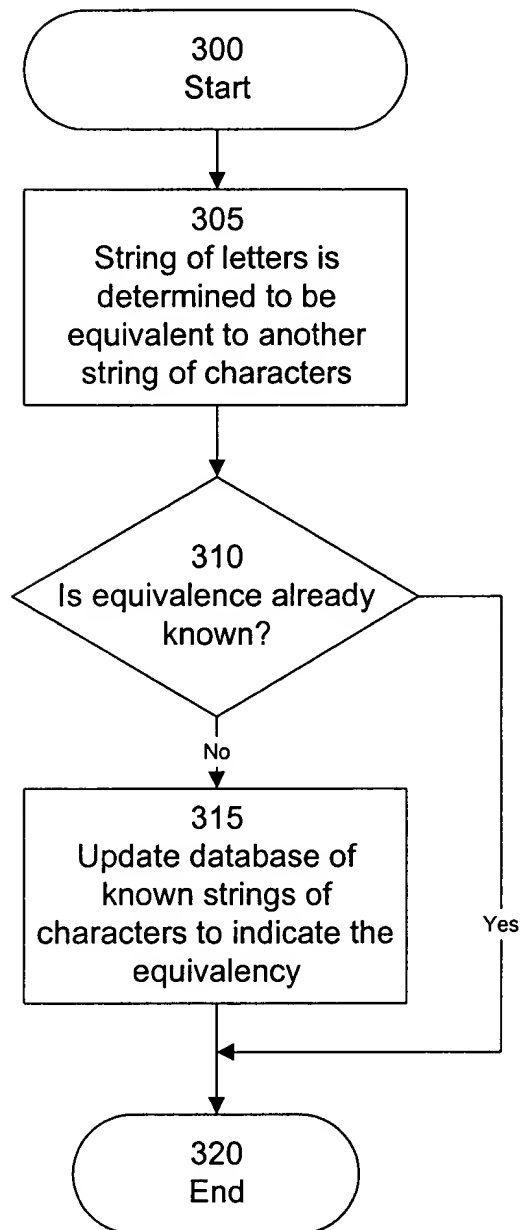 300
Start
305
String of letters is
determined to be
equivalent to another
string of characters
310
Is equivalence already
known?
No
315
Update database of
known strings of
characters to indicate the
equivalency
Yes
320
End